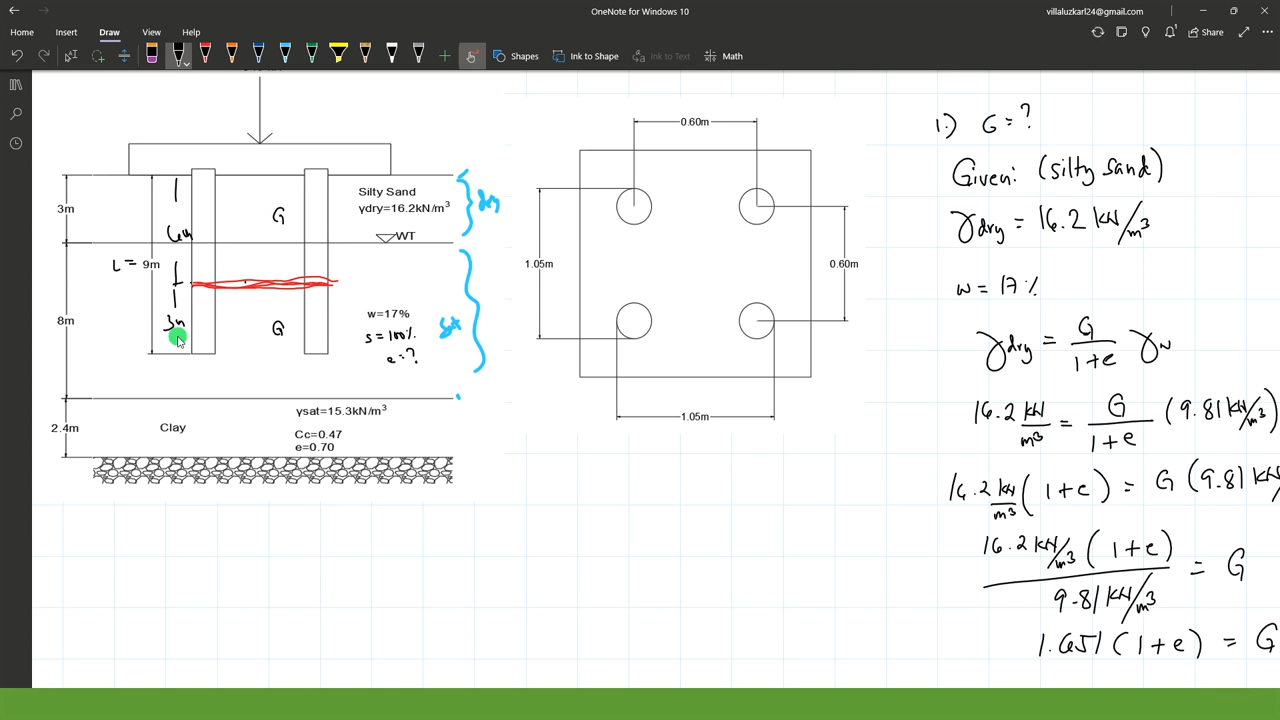 OneNote for Windows 10
villaluzkarl24@gmail.com
Home
Insert
Draw
View
Help
Share
Shapes
Ink to Shape
Ink to Text
Math
3m
8m
2.4m
L = 9m
6m
3m
G
G
Silty Sand
γdry=16.2kN/m³
WT
w=17%
s = 100%
e = ?
dry
Sat
γsat=15.3kN/m³
Clay
Cc=0.47
e=0.70
0.60m
1.05m
0.60m
1.05m
1.) G = ?
Given: (silty sand)
γdry = 16.2 kN/m³
w = 17%
γdry = G/1+e γw
16.2 kN/m³ = G/1+e (9.81 kN/m³)
16.2 kN/m³ (1+e) = G (9.81 kN/
16.2 kN/m³ (1+e) / 9.81 kN/m³ = G
1.651 (1+e) = G